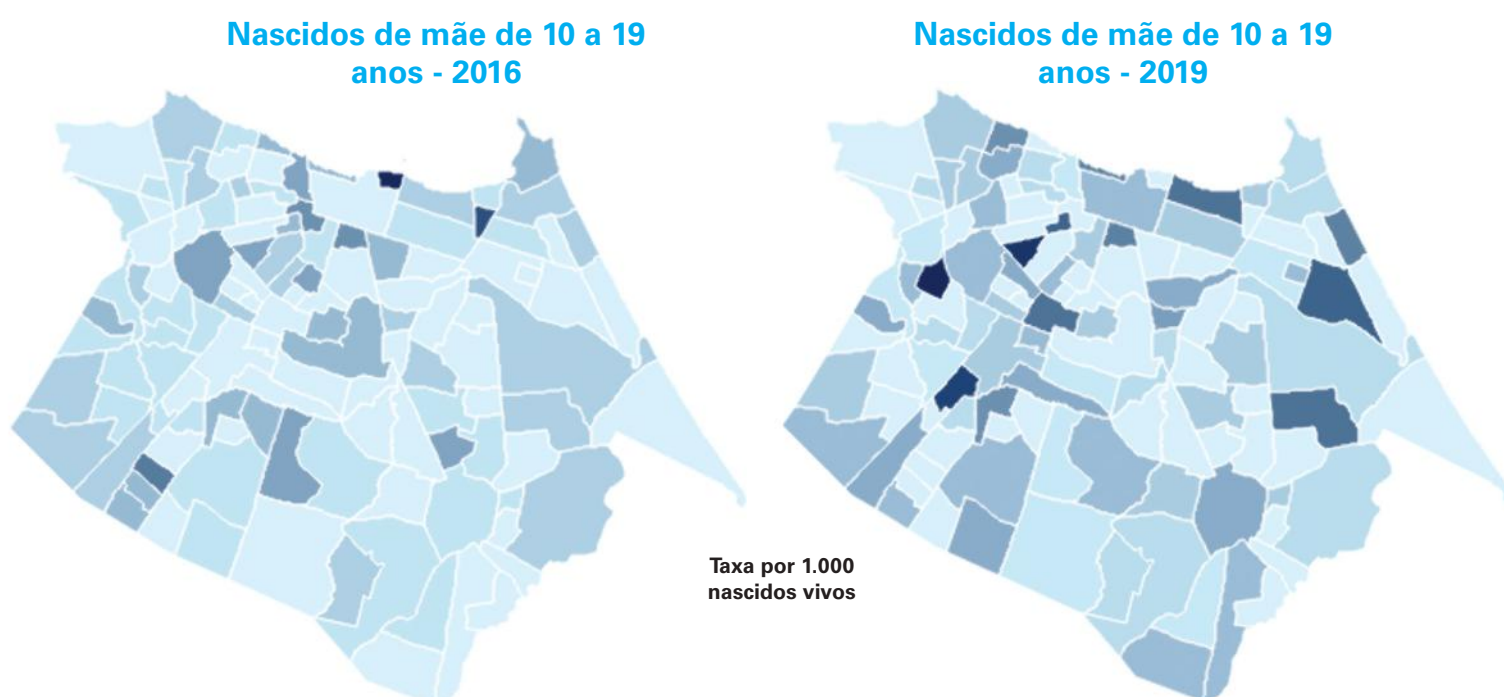 Nascidos de mãe de 10 a 19
anos - 2016
Nascidos de mãe de 10 a 19
anos - 2019
Taxa por 1.000
nascidos vivos